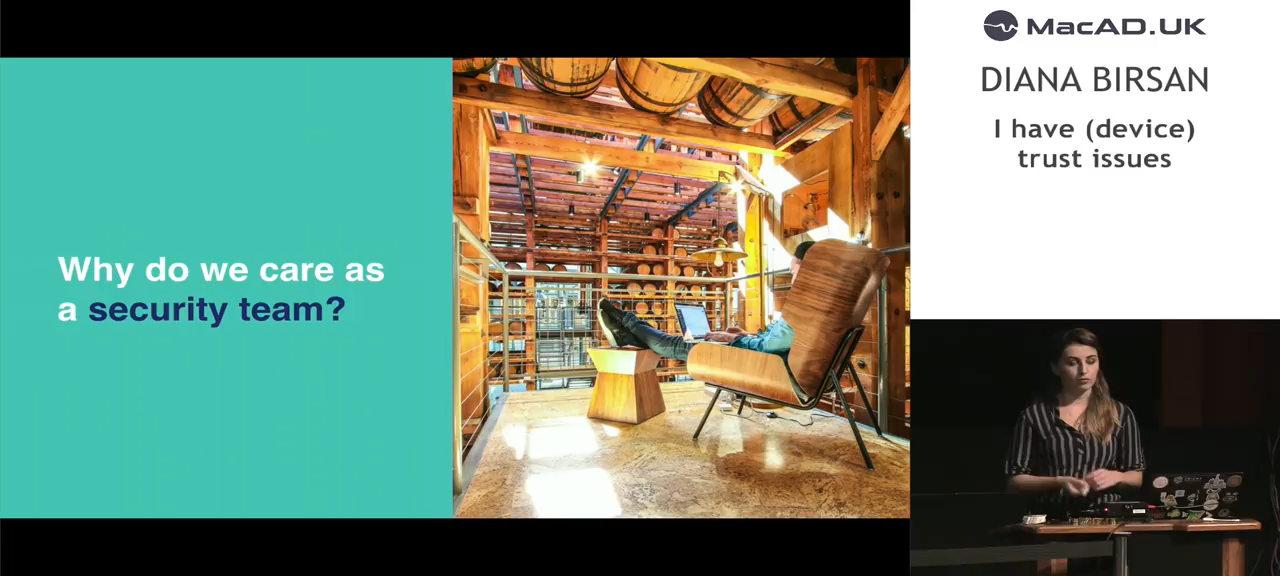 Why do we care as
a security team?
MacAD.UK
DIANA BIRSAN
I have (device)
trust issues